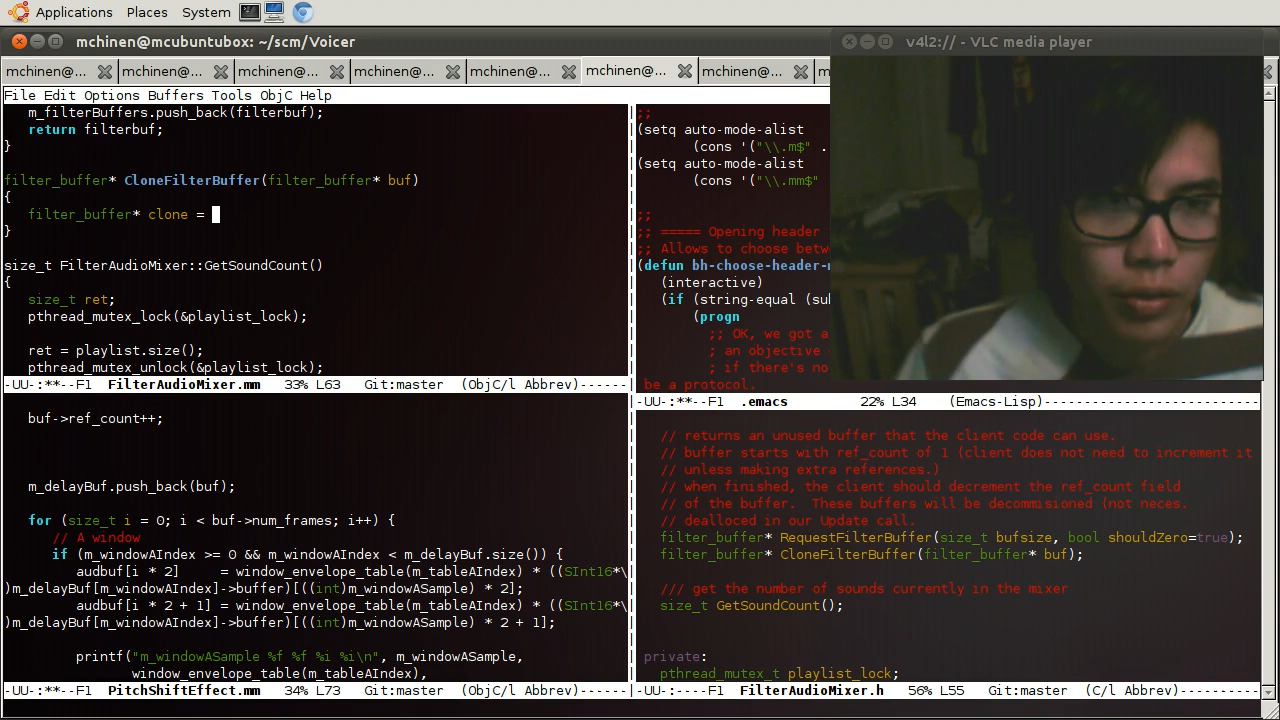 Applications Places System
mchinen@mcubuntubox: ~/scm/Voicer
v4l2:// - VLC media player
mchinen@... mchinen@... mchinen@... mchinen@... mchinen@... mchinen@... mchinen@... m
File Edit Options Buffers Tools ObjC Help
m_filterBuffers.push_back(filterbuf);
return filterbuf;
}
filter_buffer* CloneFilterBuffer(filter_buffer* buf)
{
filter_buffer* clone =
}
size_t FilterAudioMixer::GetSoundCount()
{
size_t ret;
pthread_mutex_lock(&playlist_lock);
ret = playlist.size();
pthread_mutex_unlock(&playlist_lock);
-UU-:**--F1 FilterAudioMixer.mm 33% L63 Git:master (ObjC/l Abbrev)------
buf->ref_count++;
m_delayBuf.push_back(buf);
for (size_t i = 0; i < buf->num_frames; i++) {
// A window
if (m_windowAIndex >= 0 && m_windowAIndex < m_delayBuf.size()) {
audbuf[i * 2] = window_envelope_table(m_tableAIndex) * ((SInt16*\
)m_delayBuf[m_windowAIndex]->buffer)[((int)m_windowASample) * 2];
audbuf[i * 2 + 1] = window_envelope_table(m_tableAIndex) * ((SInt16*\
)m_delayBuf[m_windowAIndex]->buffer)[((int)m_windowASample) * 2 + 1];
printf("m_windowASample %f %f %i %i\n", m_windowASample,
window_envelope_table(m_tableAIndex),
-UU-:**--F1 PitchShiftEffect.mm 34% L73 Git:master (ObjC/l Abbrev)------
;;
(setq auto-mode-alist
(cons '("\\.m$" .
(setq auto-mode-alist
(cons '("\\.mm$"
;;
;; ===== Opening header
;; Allows to choose betw
(defun bh-choose-header-m
(interactive)
(if (string-equal (sub
(progn
;; OK, we got a
; an objective
; if there's no
be a protocol.
-UU-:**--F1 .emacs 22% L34 (Emacs-Lisp)---------------------------
// returns an unused buffer that the client code can use.
// buffer starts with ref_count of 1 (client does not need to increment it
// unless making extra references.)
// when finished, the client should decrement the ref_count field
// of the buffer. These buffers will be decommisioned (not neces.
// dealloced in our Update call.
filter_buffer* RequestFilterBuffer(size_t bufsize, bool shouldZero=true);
filter_buffer* CloneFilterBuffer(filter_buffer* buf);
/// get the number of sounds currently in the mixer
size_t GetSoundCount();
private:
pthread_mutex_t playlist_lock;
-UU-:----F1 FilterAudioMixer.h 56% L55 Git:master (C/l Abbrev)----------